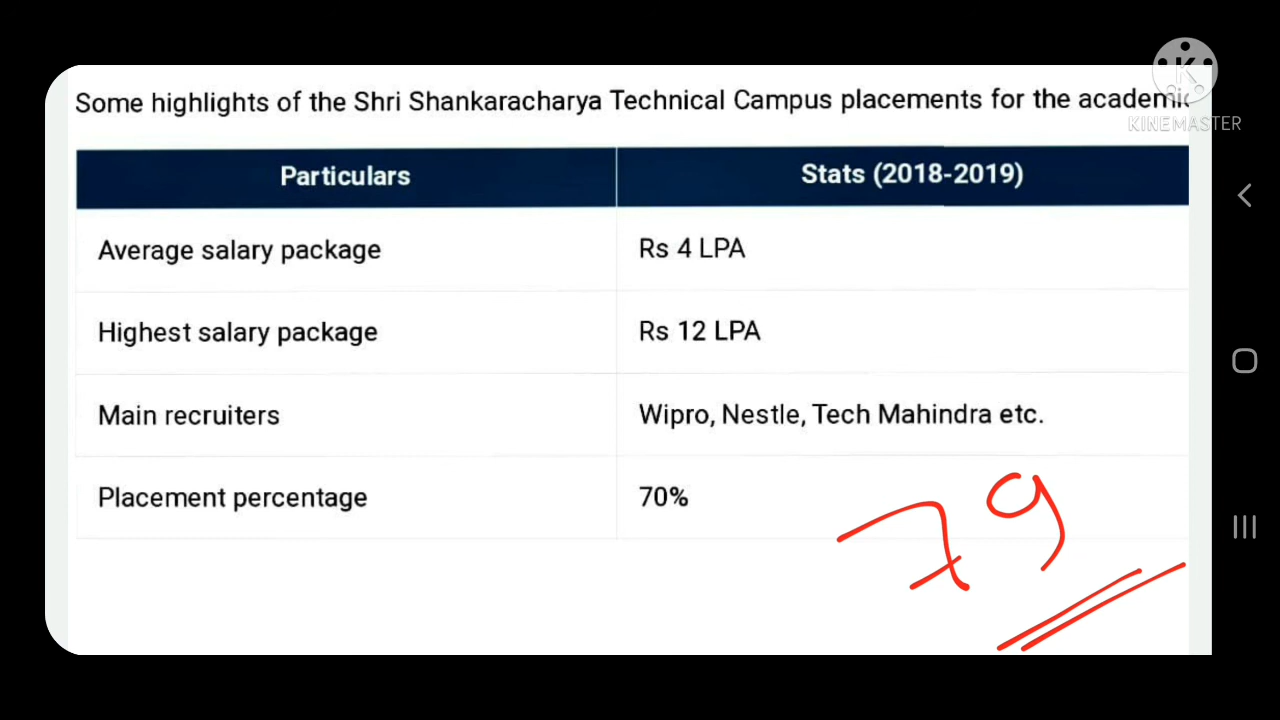 Some highlights of the Shri Shankaracharya Technical Campus placements for the academic
KINEMASTER
Particulars Stats (2018-2019)
Average salary package Rs 4 LPA
Highest salary package Rs 12 LPA
Main recruiters Wipro, Nestle, Tech Mahindra etc.
Placement percentage 70%
79